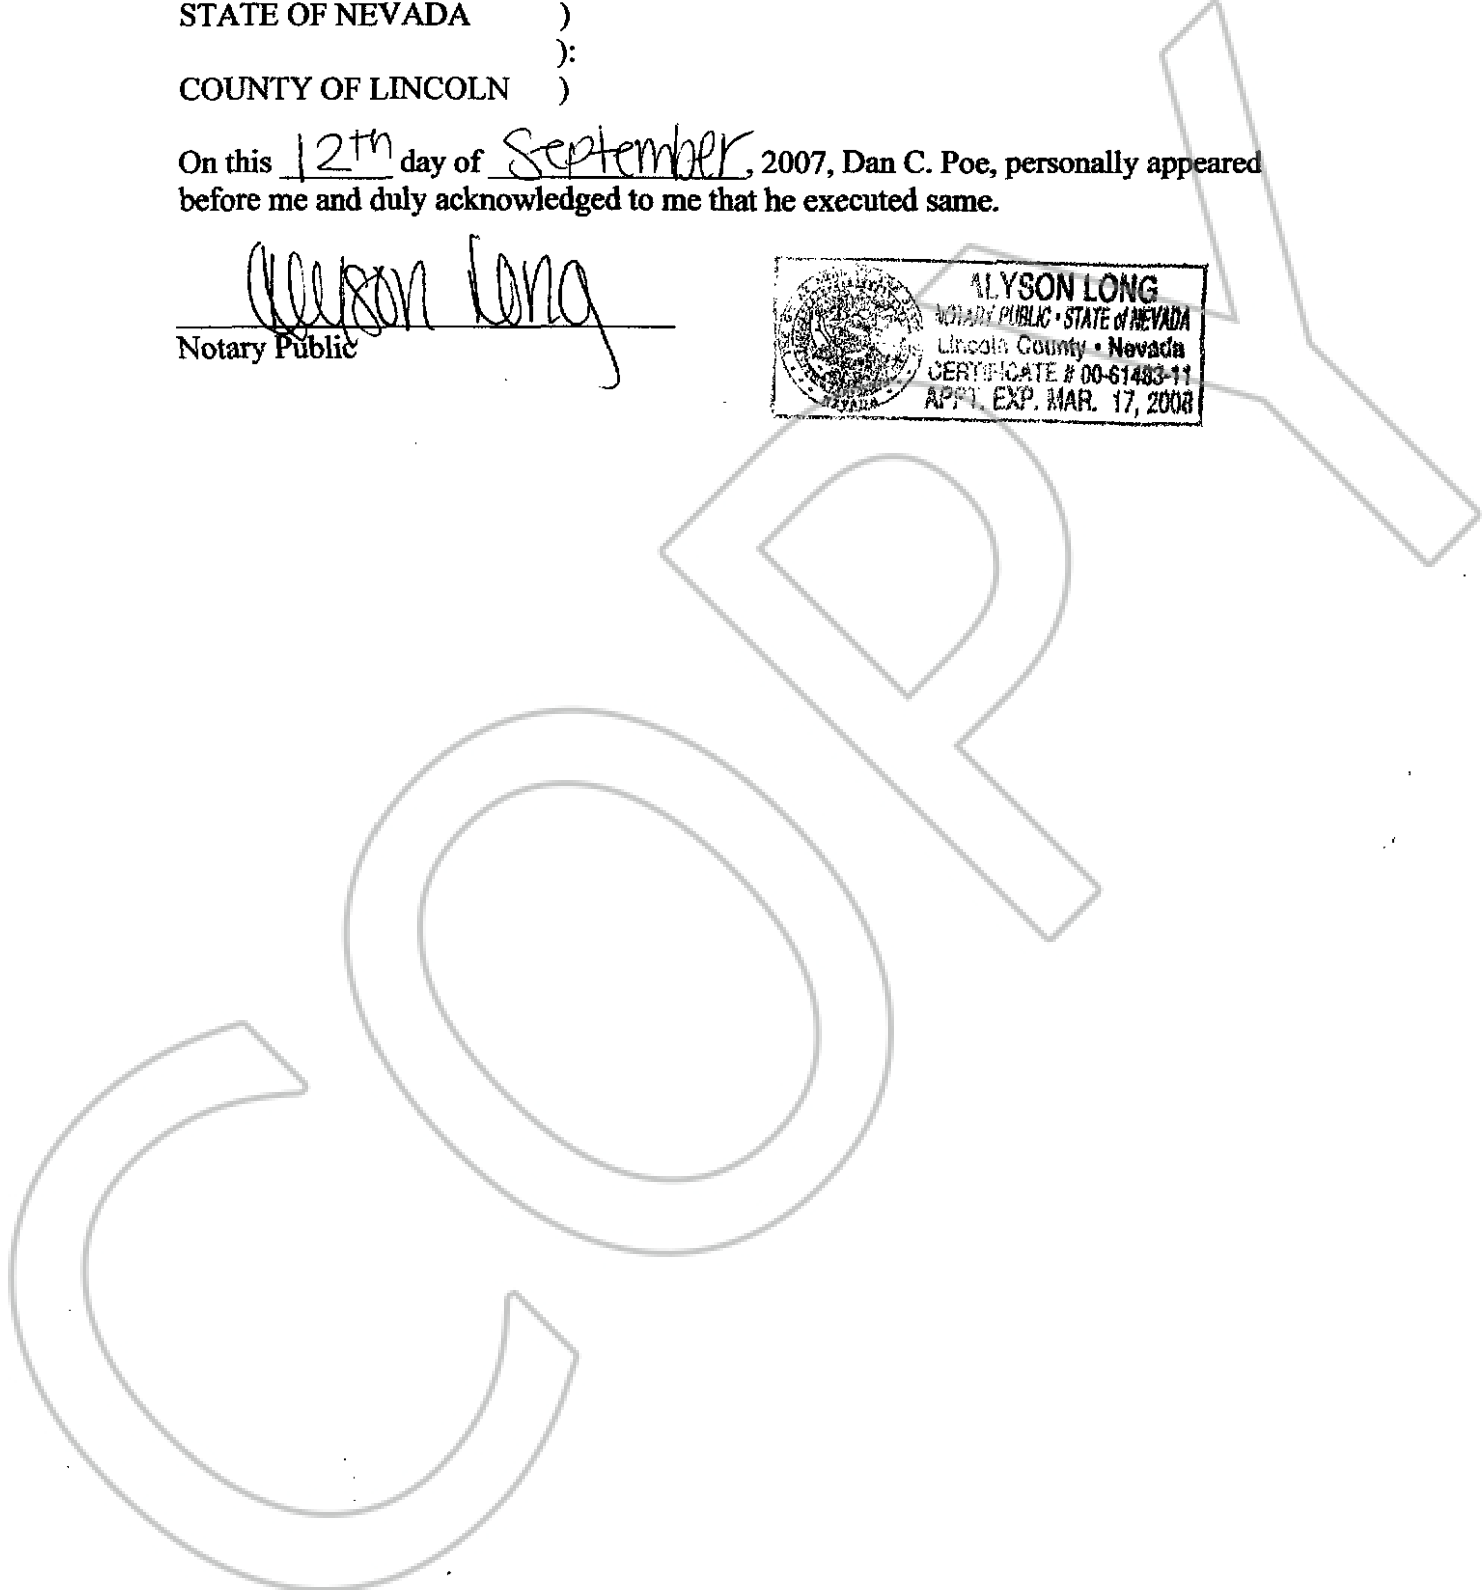 STATE OF NEVADA )
):
COUNTY OF LINCOLN )
On this 12th day of September, 2007, Dan C. Poe, personally appeared
before me and duly acknowledged to me that he executed same.
Alyson Long
Notary Public
ALYSON LONG
NOTARY PUBLIC • STATE of NEVADA
Lincoln County • Nevada
CERTIFICATE # 00-61483-11
APPT. EXP. MAR. 17, 2008
NEVADA
COPY